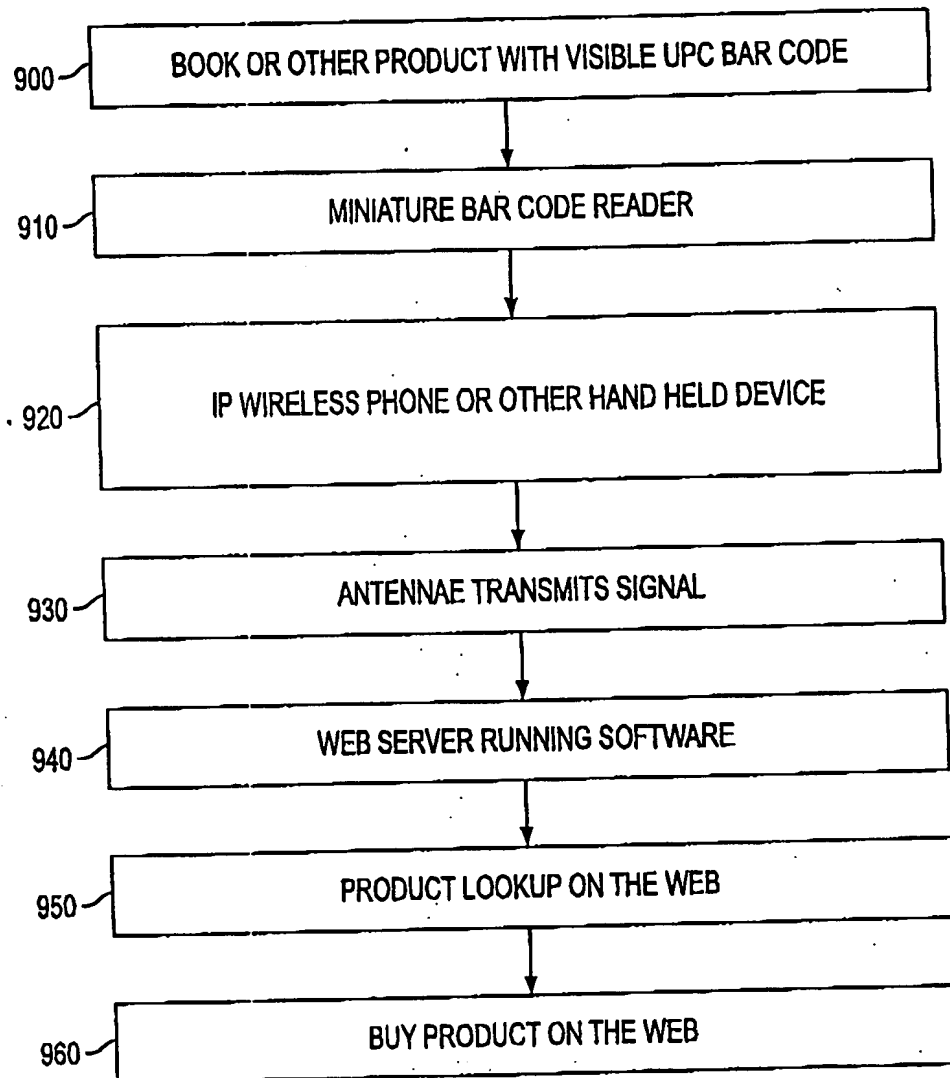 900 BOOK OR OTHER PRODUCT WITH VISIBLE UPC BAR CODE
910 MINIATURE BAR CODE READER
920 IP WIRELESS PHONE OR OTHER HAND HELD DEVICE
930 ANTENNAE TRANSMITS SIGNAL
940 WEB SERVER RUNNING SOFTWARE
950 PRODUCT LOOKUP ON THE WEB
960 BUY PRODUCT ON THE WEB